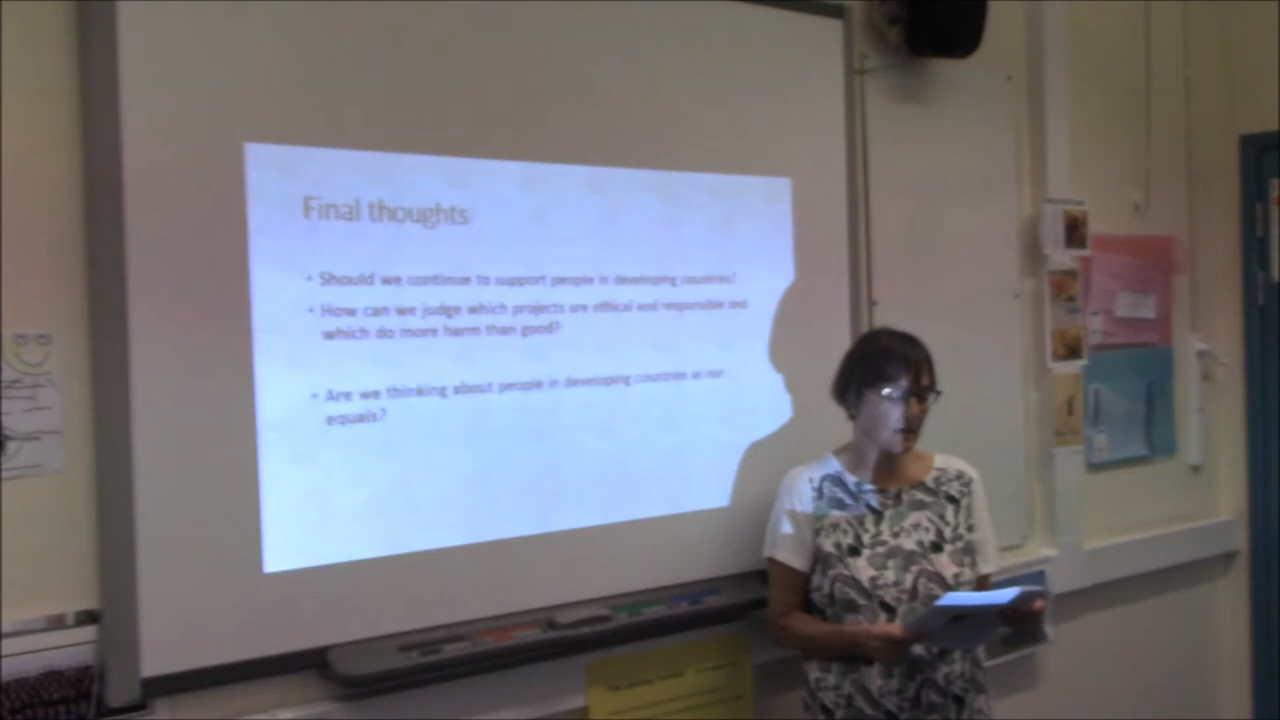 Final thoughts
• Should we continue to support people in developing countries?
• How can we judge which projects are ethical and responsible and
which do more harm than good?
• Are we thinking about people in developing countries as our
equals?